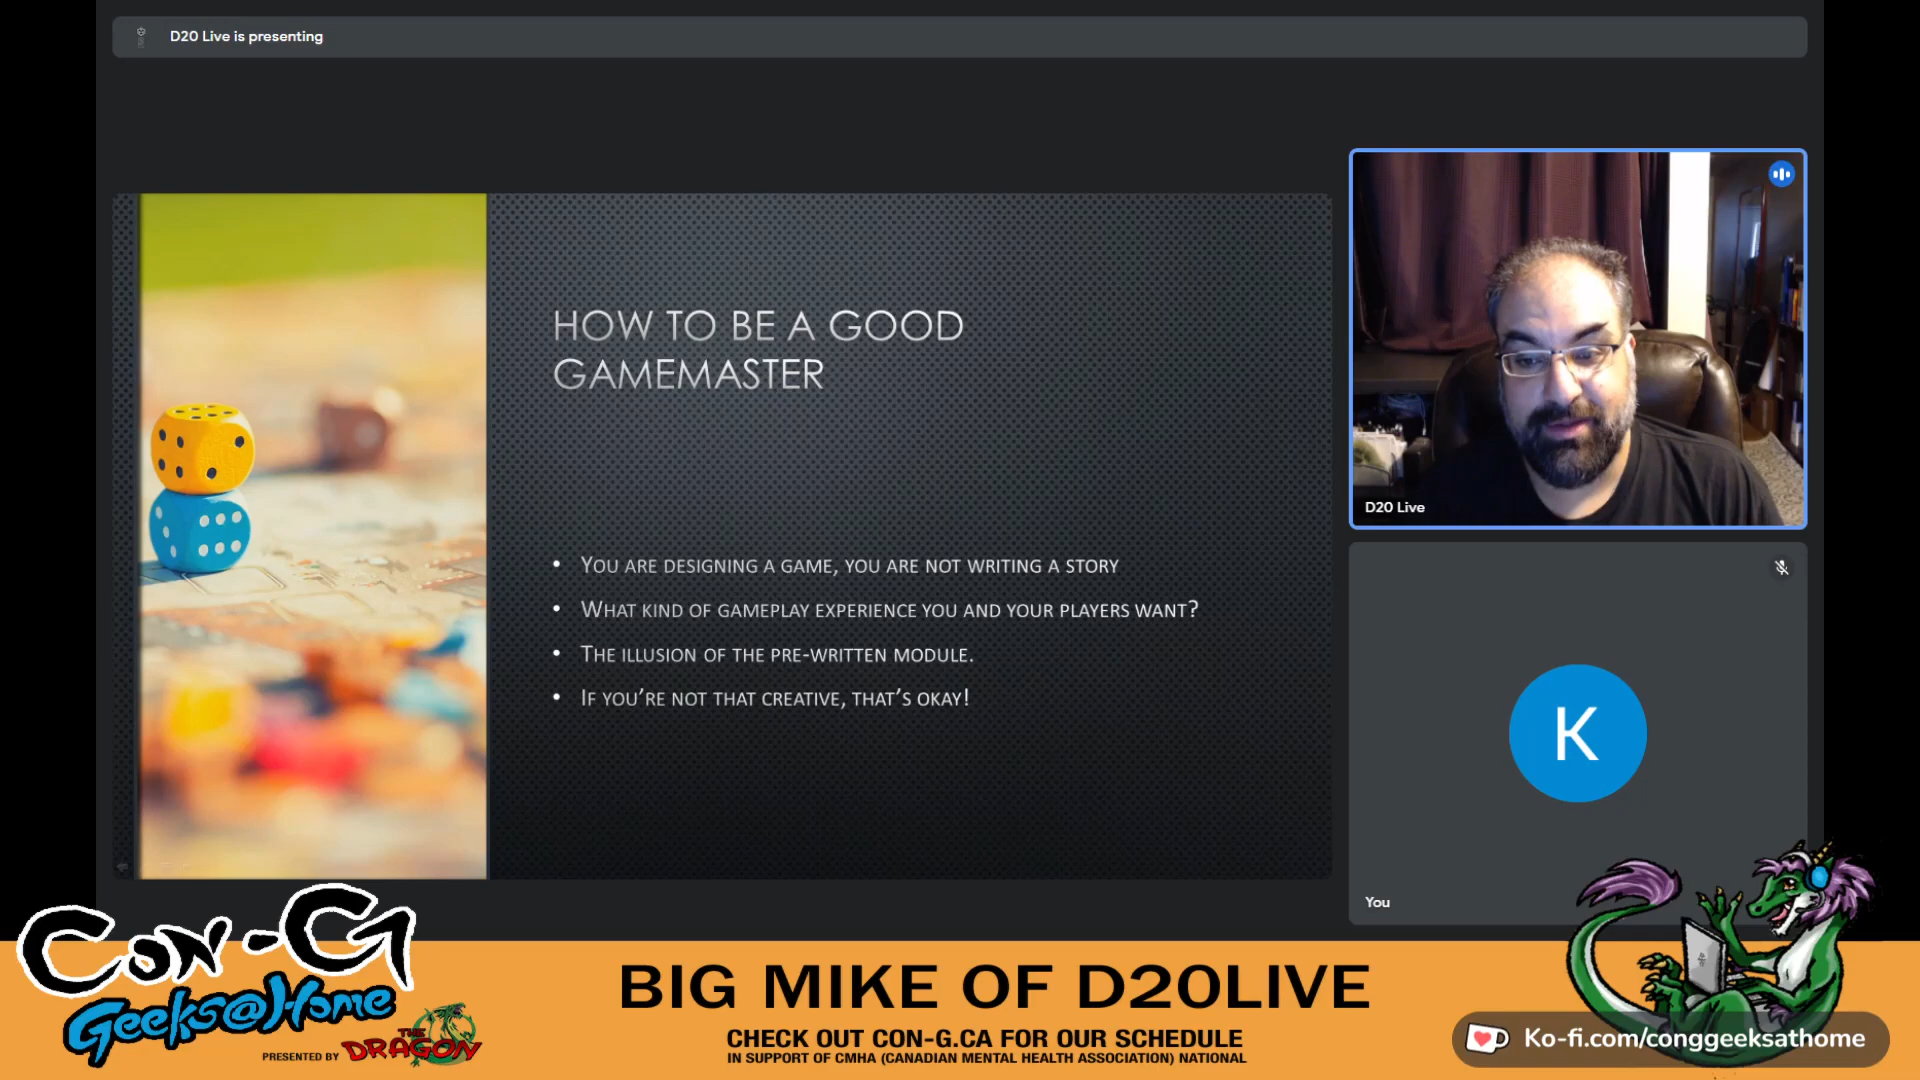 D20 Live is presenting
HOW TO BE A GOOD
GAMEMASTER
• You are designing a game, you are not writing a story
• What kind of gameplay experience you and your players want?
• The illusion of the pre-written module.
• If you're not that creative, that's okay!
D20 Live
K
You
CON-G
Geeks@Home
PRESENTED BY THE DRAGON
BIG MIKE OF D20LIVE
CHECK OUT CON-G.CA FOR OUR SCHEDULE
IN SUPPORT OF CMHA (CANADIAN MENTAL HEALTH ASSOCIATION) NATIONAL
Ko-fi.com/conggeeksathome